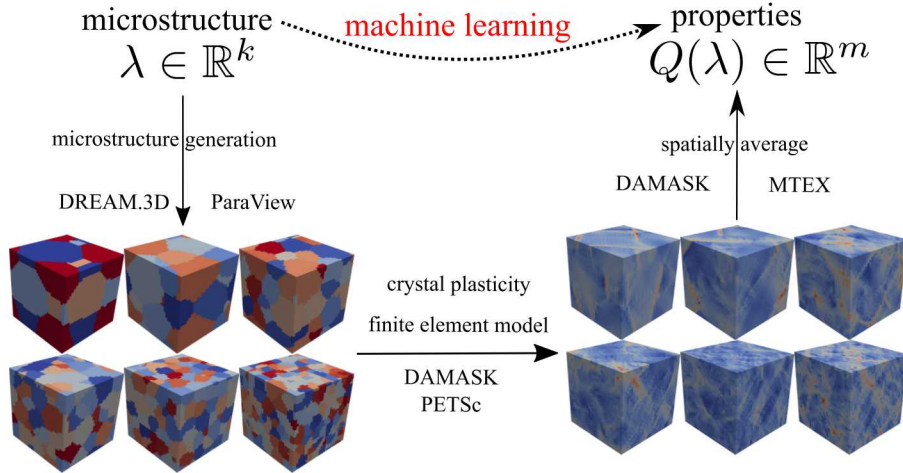 microstructure
machine learning
properties
λ ∈ ℝ^k
Q(λ) ∈ ℝ^m
microstructure generation
DREAM.3D ParaView
spatially average
DAMASK MTEX
crystal plasticity
finite element model
DAMASK
PETSc